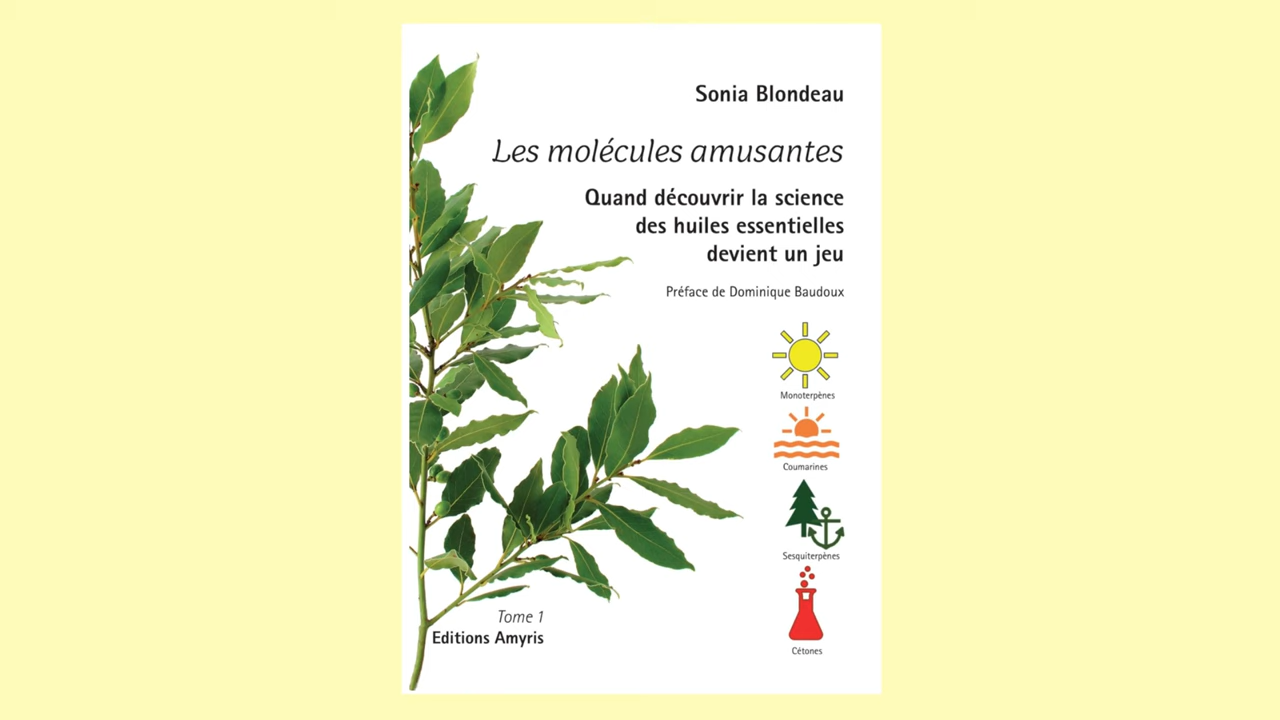 Sonia Blondeau
Les molécules amusantes
Quand découvrir la science
des huiles essentielles
devient un jeu
Préface de Dominique Baudoux
Monoterpènes
Coumarines
Sesquiterpènes
Cétones
Tome 1
Editions Amyris